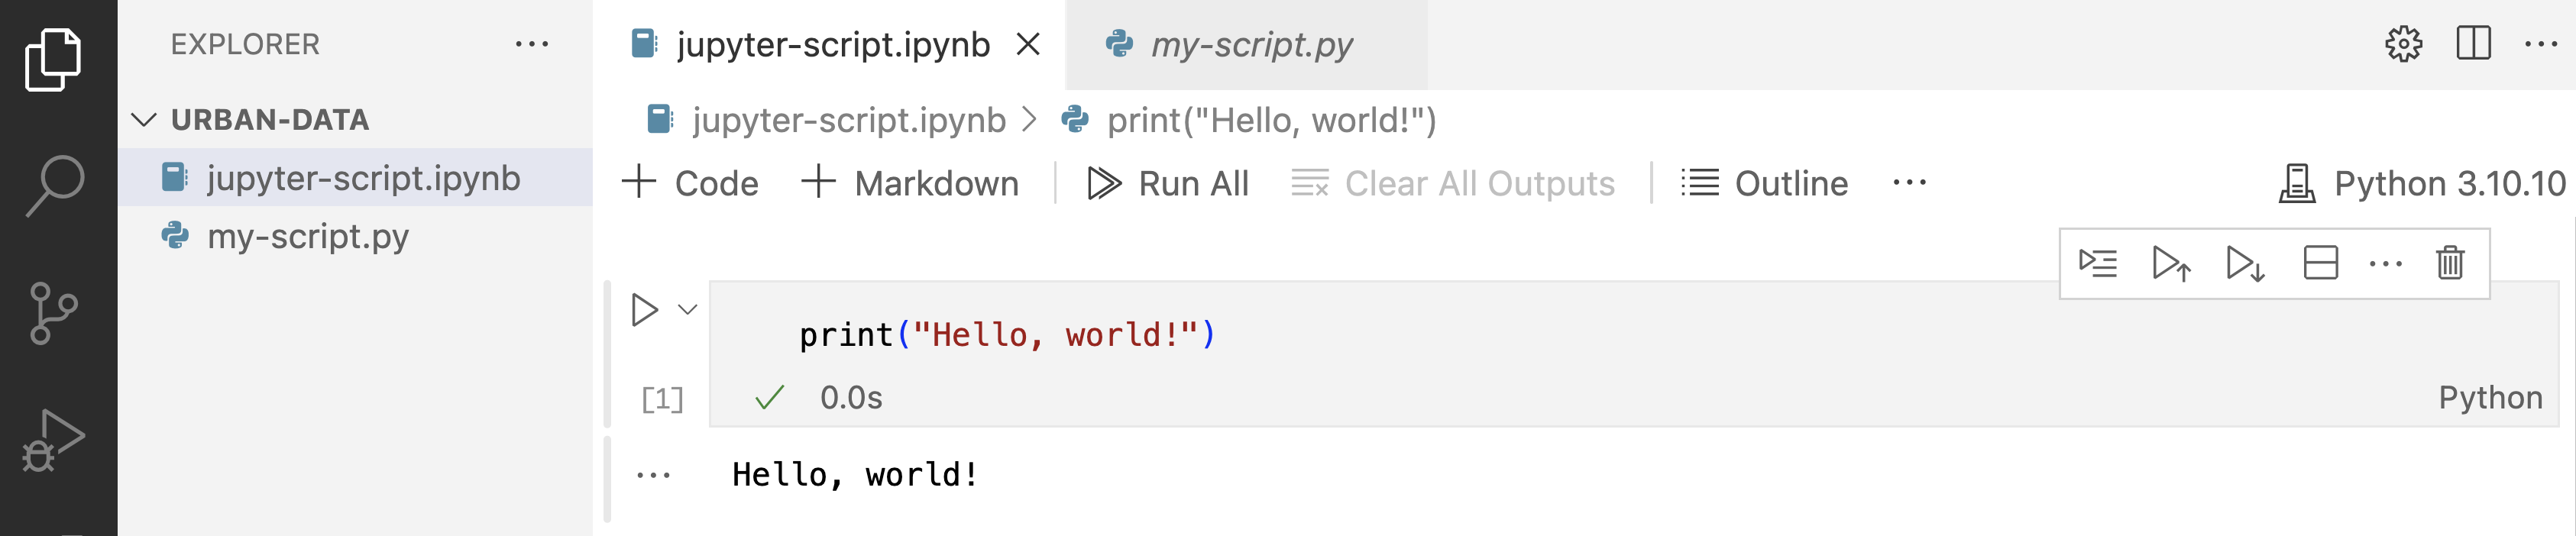 EXPLORER ···
URBAN-DATA
jupyter-script.ipynb
my-script.py
jupyter-script.ipynb
my-script.py
···
jupyter-script.ipynb > print("Hello, world!")
+ Code + Markdown | Run All Clear All Outputs | Outline ···
Python 3.10.10
···
print("Hello, world!")
[1] ✓ 0.0s
Python
··· Hello, world!